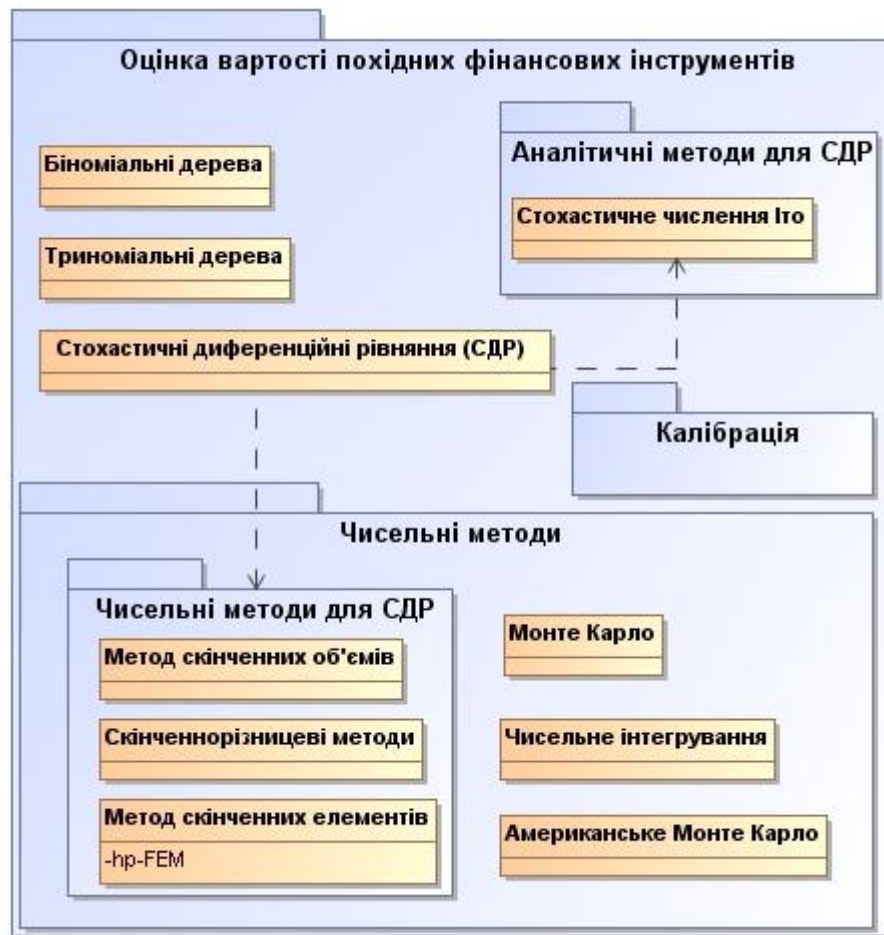 Оцінка вартості похідних фінансових інструментів
Біноміальні дерева
Аналітичні методи для СДР
Стохастичне числення Іто
Триноміальні дерева
Стохастичні диференційні рівняння (СДР)
Калібрація
Чисельні методи
Чисельні методи для СДР
Метод скінченних об'ємів
Скінченнорізницеві методи
Метод скінченних елементів
-hp-FEM
Монте Карло
Чисельне інтегрування
Американське Монте Карло